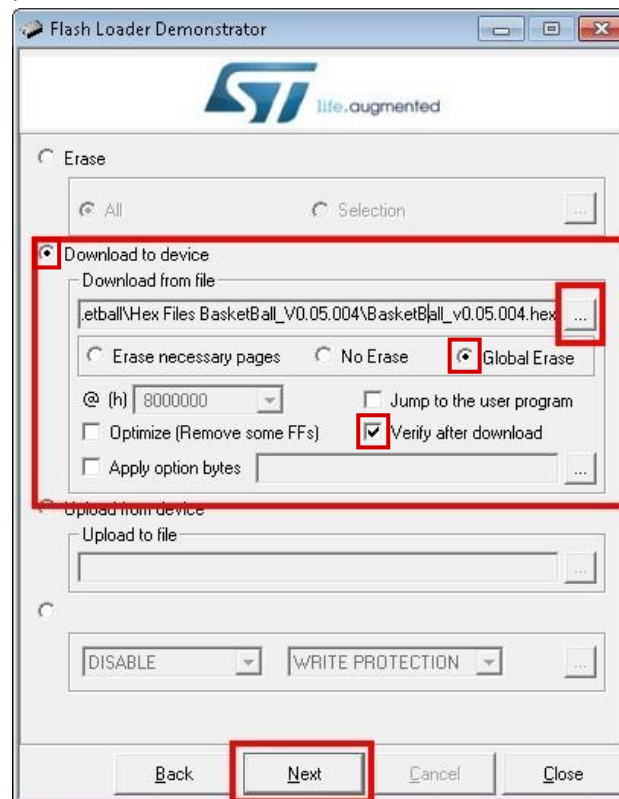 Flash Loader Demonstrator
ST life.augmented
Erase
All Selection ...
Download to device
Download from file
.etball\Hex Files BasketBall_V0.05.004\BasketBall_v0.05.004.hex ...
Erase necessary pages No Erase Global Erase
@ (h) 8000000 Jump to the user program
Optimize (Remove some FFs) Verify after download
Apply option bytes ...
Upload from device
Upload to file
...
DISABLE WRITE PROTECTION ...
Back Next Cancel Close